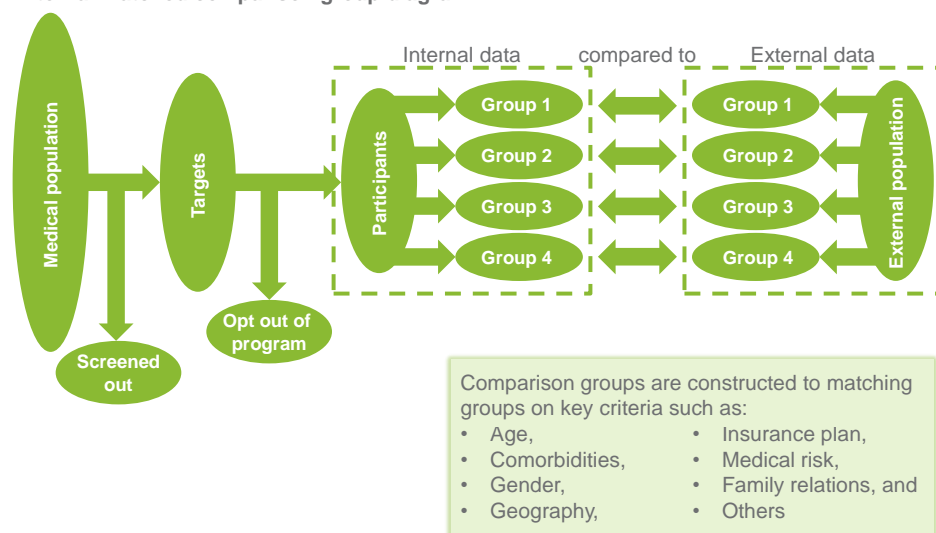 Internal data compared to External data
Medical population
Targets
Participants
Group 1
Group 2
Group 3
Group 4
Group 1
Group 2
Group 3
Group 4
External population
Screened
out
Opt out of
program
Comparison groups are constructed to matching
groups on key criteria such as:
• Age,
• Comorbidities,
• Gender,
• Geography,
• Insurance plan,
• Medical risk,
• Family relations, and
• Others